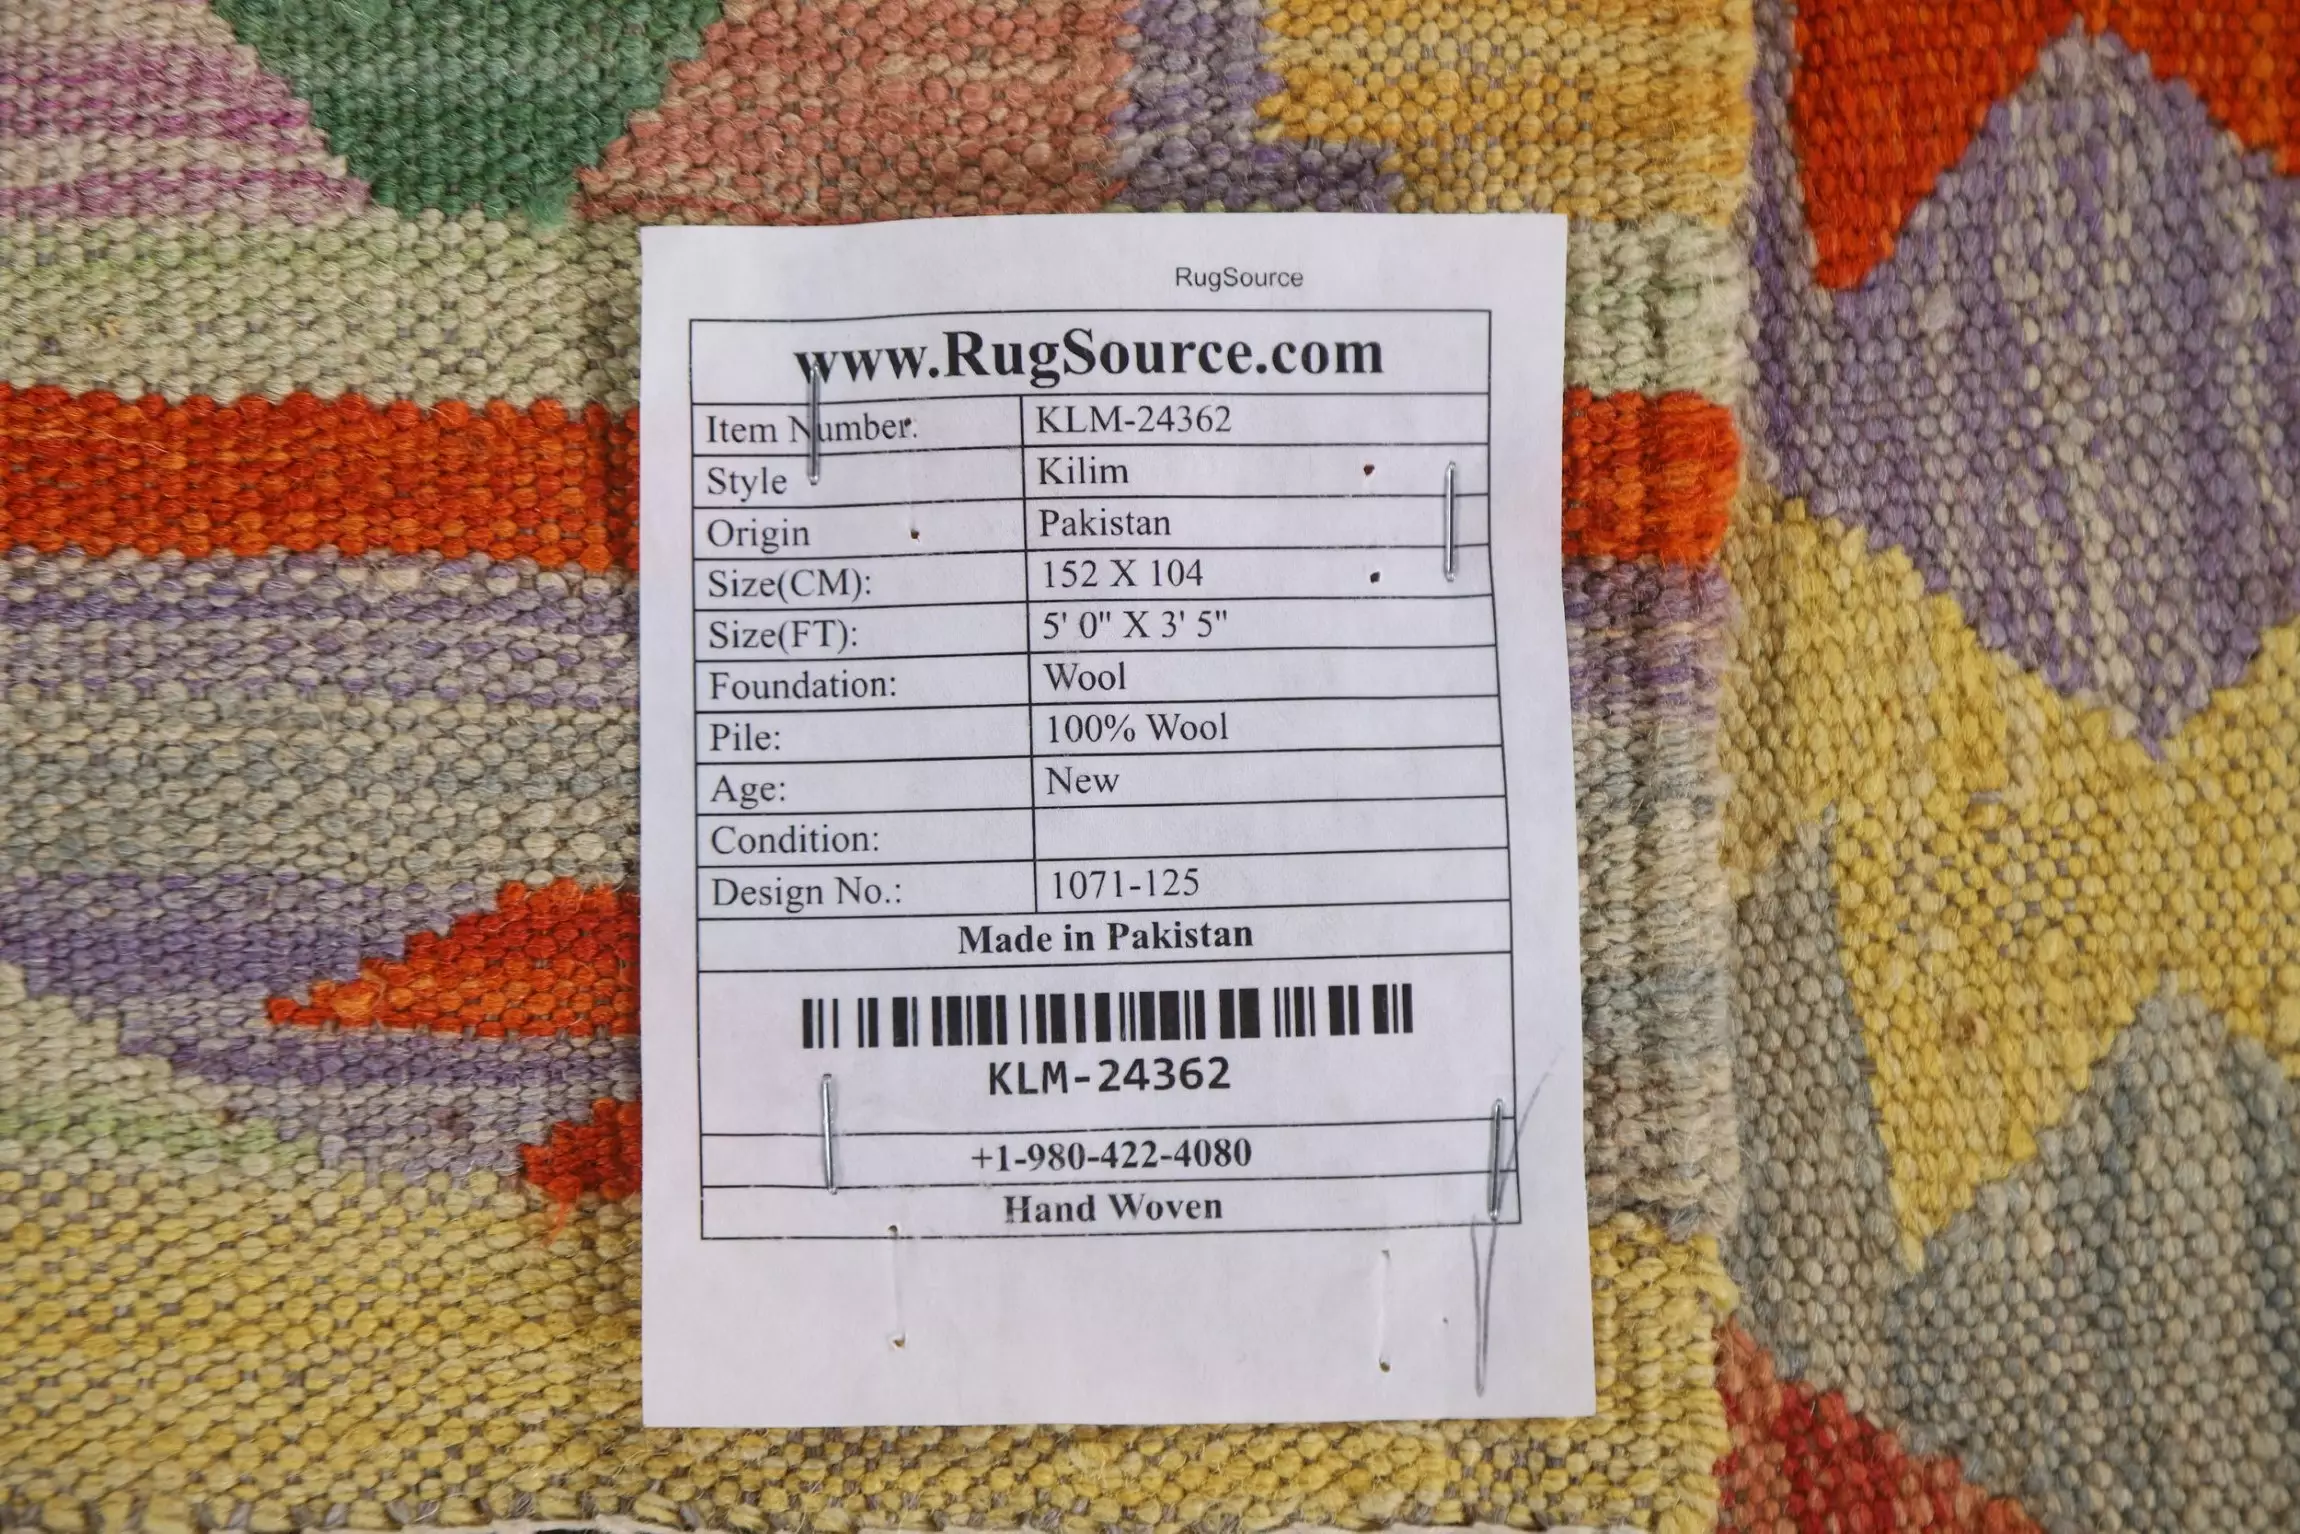 RugSource
www.RugSource.com
Item Number: KLM-24362
Style Kilim
Origin Pakistan
Size(CM): 152 X 104
Size(FT): 5' 0" X 3' 5"
Foundation: Wool
Pile: 100% Wool
Age: New
Condition:
Design No.: 1071-125
Made in Pakistan
KLM-24362
+1-980-422-4080
Hand Woven